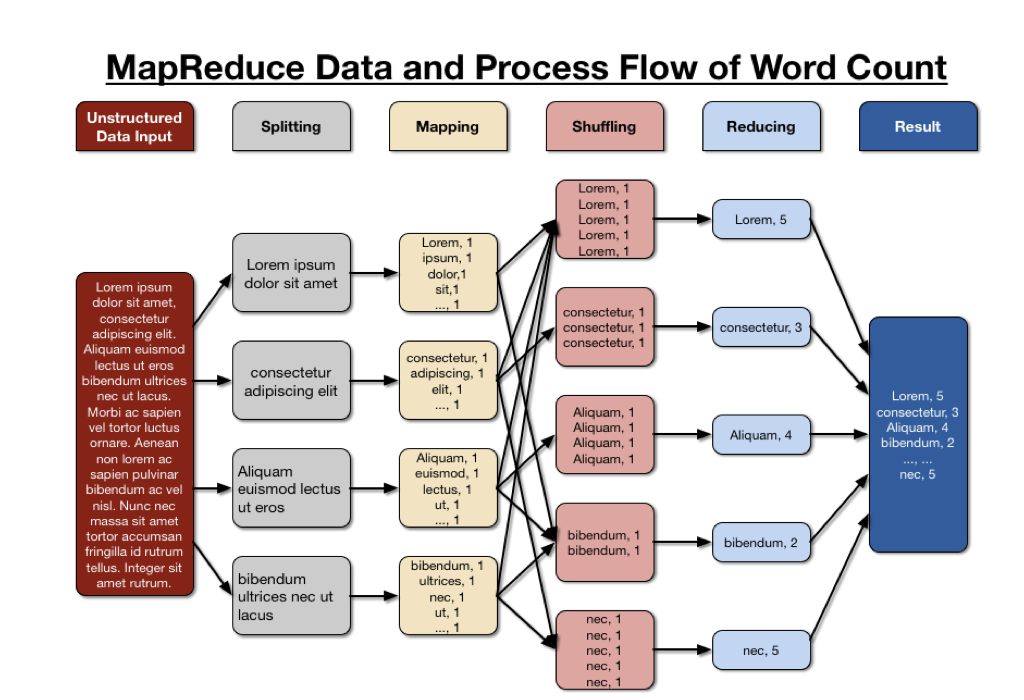 MapReduce Data and Process Flow of Word Count
Unstructured
Data Input
Splitting
Mapping
Shuffling
Reducing
Result
Lorem ipsum
dolor sit amet,
consectetur
adipiscing elit.
Aliquam euismod
lectus ut eros
bibendum ultrices
nec ut lacus.
Morbi ac sapien
vel tortor luctus
ornare. Aenean
non lorem ac
sapien pulvinar
bibendum ac vel
nisl. Nunc nec
massa sit amet
tortor accumsan
fringilla id rutrum
tellus. Integer sit
amet rutrum.
Lorem ipsum
dolor sit amet
consectetur
adipiscing elit
Aliquam
euismod lectus
ut eros
bibendum
ultrices nec ut
lacus
Lorem, 1
ipsum, 1
dolor,1
sit,1
..., 1
consectetur, 1
adipiscing, 1
elit, 1
..., 1
Aliquam, 1
euismod, 1
lectus, 1
ut, 1
..., 1
bibendum, 1
ultrices, 1
nec, 1
ut, 1
..., 1
Lorem, 1
Lorem, 1
Lorem, 1
Lorem, 1
Lorem, 1
consectetur, 1
consectetur, 1
consectetur, 1
Aliquam, 1
Aliquam, 1
Aliquam, 1
Aliquam, 1
bibendum, 1
bibendum, 1
nec, 1
nec, 1
nec, 1
nec, 1
nec, 1
Lorem, 5
consectetur, 3
Aliquam, 4
bibendum, 2
nec, 5
Lorem, 5
consectetur, 3
Aliquam, 4
bibendum, 2
..., ...
nec, 5